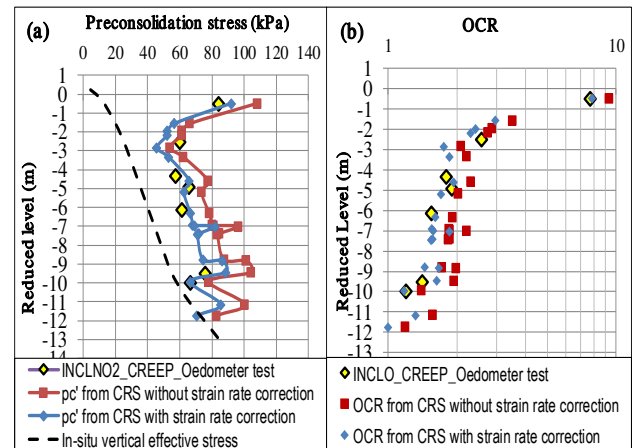 (a)
Preconsolidation stress (kPa)
0 20 40 60 80 100 120 140
1
0
-1
-2
-3
-4
-5
-6
-7
-8
-9
-10
-11
-12
-13
14
Reduced level (m)
INCLNO2_CREEP_Oedometer test
pc' from CRS without strain rate correction
pc' from CRS with strain rate correction
In-situ vertical effective stress
(b)
OCR
1 10
1
0
-1
-2
-3
-4
-5
-6
-7
-8
-9
-10
-11
-12
-13
Reduced Level (m)
INCLO_CREEP_Oedometer test
OCR from CRS without strain rate correction
OCR from CRS with strain rate correction